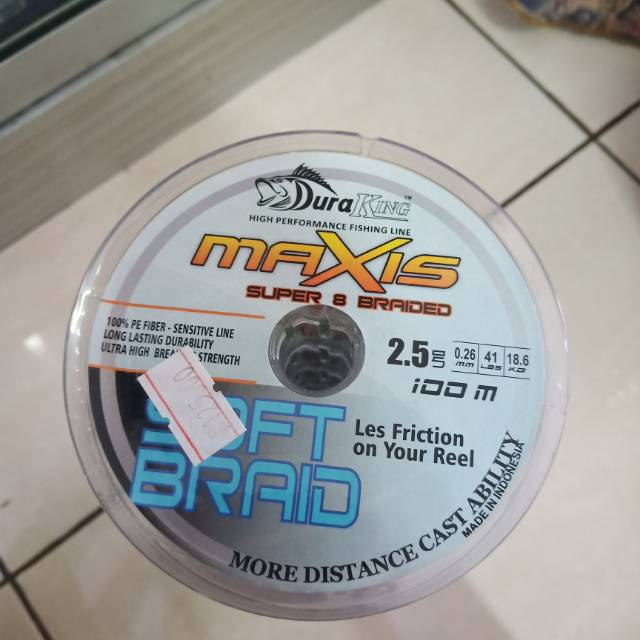 DuraKING™
HIGH PERFORMANCE FISHING LINE
MAXIS
SUPER 8 BRAIDED
100% PE FIBER - SENSITIVE LINE
LONG LASTING DURABILITY
ULTRA HIGH STRENGTH
2.5 0.26 MM 41 LBS 18.6 KG
100 M
SOFT
BRAID
Les Friction
on Your Reel
MORE DISTANCE CAST ABILITY
MADE IN INDONESIA